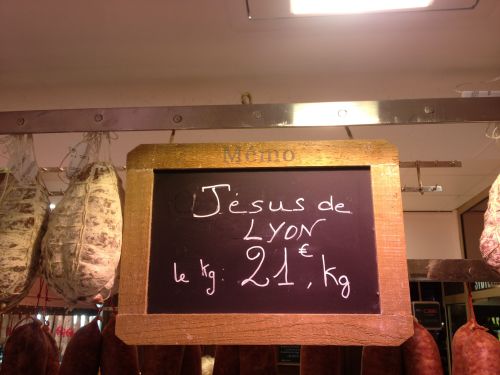 Mémo
Jésus de
LYON
le kg: 21€, kg